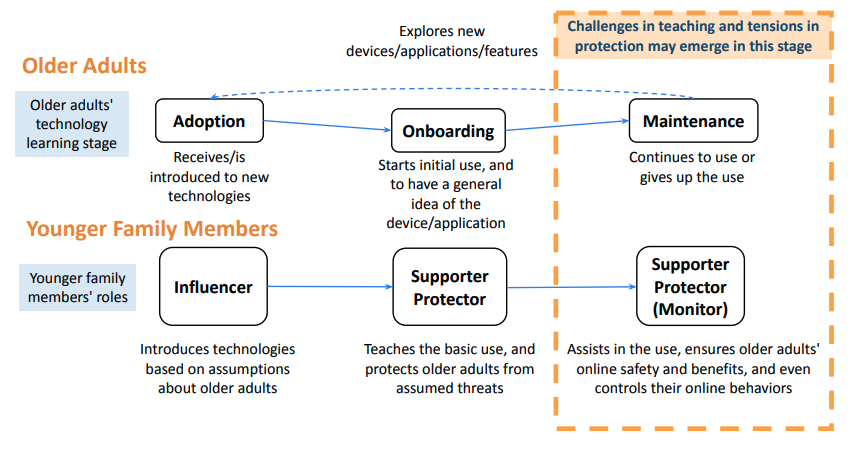 Explores new
devices/applications/features
Challenges in teaching and tensions in
protection may emerge in this stage
Older Adults
Older adults'
technology
learning stage
Adoption
Onboarding
Maintenance
Receives/is
introduced to new
technologies
Starts initial use, and
to have a general
idea of the
device/application
Continues to use or
gives up the use
Younger Family Members
Younger family
members' roles
Influencer
Supporter
Protector
Supporter
Protector
(Monitor)
Introduces technologies
based on assumptions
about older adults
Teaches the basic use, and
protects older adults from
assumed threats
Assists in the use, ensures older adults'
online safety and benefits, and even
controls their online behaviors